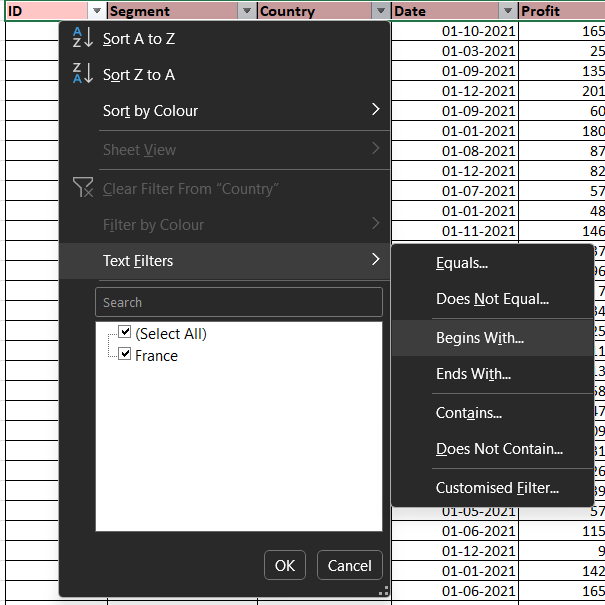 ID Segment Country Date Profit
01-10-2021 165
Sort A to Z
01-03-2021 25
Sort Z to A
01-09-2021 135
01-12-2021 201
Sort by Colour
01-09-2021 60
01-01-2021 180
Sheet View
01-08-2021 87
01-12-2021 82
Clear Filter From “Country”
01-07-2021 57
01-01-2021 48
Filter by Colour
01-11-2021 146
Text Filters
Equals...
Does Not Equal...
Begins With...
Ends With...
Contains...
Does Not Contain...
Customised Filter...
Search
(Select All)
France
01-05-2021 57
01-06-2021 115
01-12-2021 9
OK Cancel
01-01-2021 142
01-06-2021 165